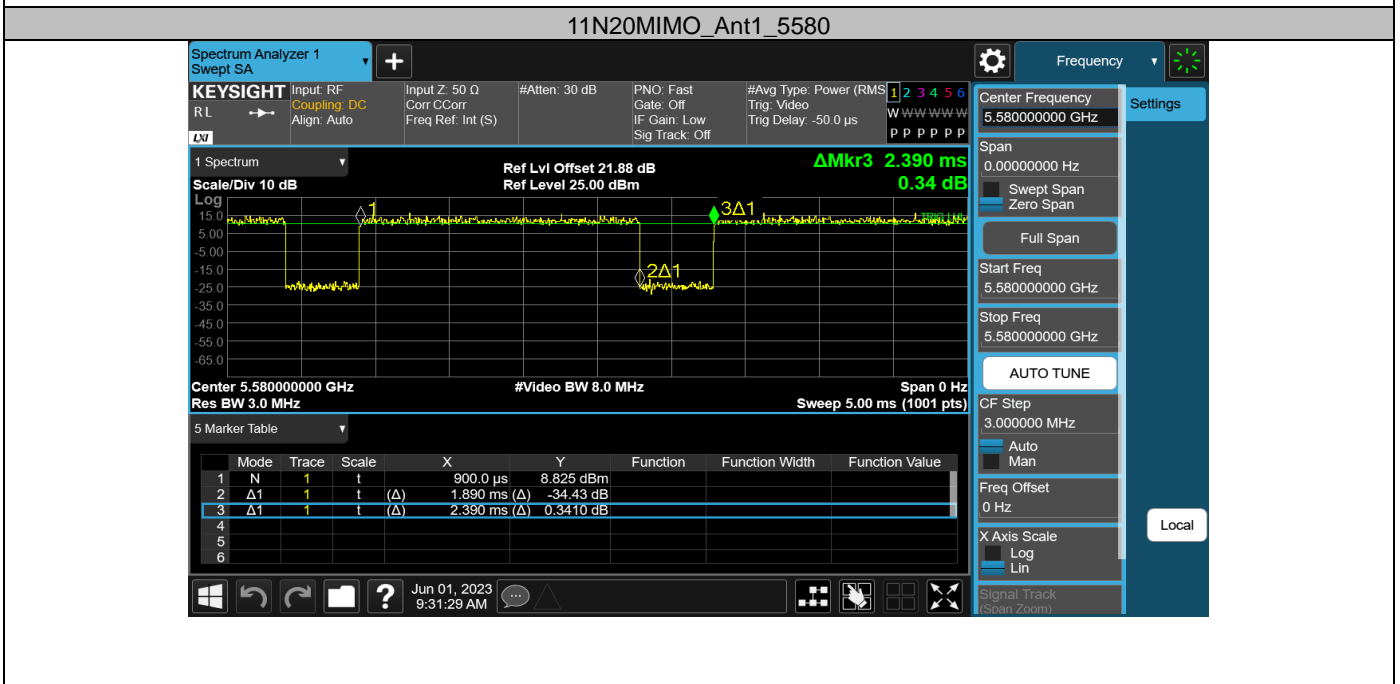 11N20MIMO_Ant1_5580
Spectrum Analyzer 1
Swept SA
Frequency
KEYSIGHT
RL
LXI
Input: RF
Coupling: DC
Align: Auto
Input Z: 50 Ω
Corr CCorr
Freq Ref: Int (S)
#Atten: 30 dB
PNO: Fast
Gate: Off
IF Gain: Low
Sig Track: Off
#Avg Type: Power (RMS
Trig: Video
Trig Delay: -50.0 µs
1 2 3 4 5 6
W W W W W W
P P P P P P
1 Spectrum
Scale/Div 10 dB
Ref Lvl Offset 21.88 dB
Ref Level 25.00 dBm
ΔMkr3 2.390 ms
0.34 dB
Log
15.0
5.00
-5.00
-15.0
-25.0
-35.0
-45.0
-55.0
-65.0
1
2Δ1
3Δ1
TRIG LVL
Center 5.580000000 GHz
#Video BW 8.0 MHz
Span 0 Hz
Res BW 3.0 MHz
Sweep 5.00 ms (1001 pts)
5 Marker Table
Mode Trace Scale X Y Function Function Width Function Value
1 N 1 t 900.0 µs 8.825 dBm
2 Δ1 1 t (Δ) 1.890 ms (Δ) -34.43 dB
3 Δ1 1 t (Δ) 2.390 ms (Δ) 0.3410 dB
4
5
6
?
Jun 01, 2023
9:31:29 AM
Center Frequency
5.580000000 GHz
Settings
Span
0.00000000 Hz
Swept Span
Zero Span
Full Span
Start Freq
5.580000000 GHz
Stop Freq
5.580000000 GHz
AUTO TUNE
CF Step
3.000000 MHz
Auto
Man
Freq Offset
0 Hz
X Axis Scale
Log
Lin
Signal Track
(Span Zoom)
Local